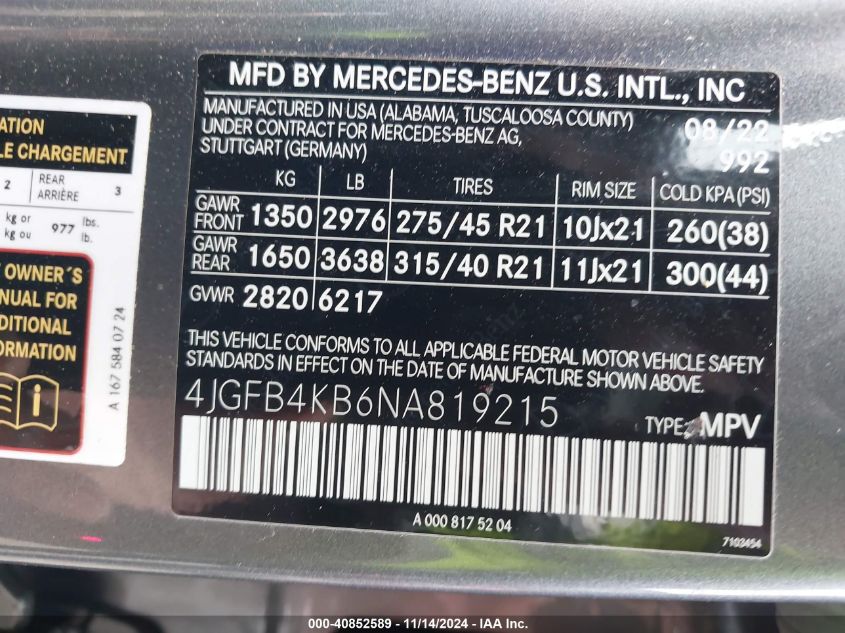 MFD BY MERCEDES-BENZ U.S. INTL., INC
MANUFACTURED IN USA (ALABAMA, TUSCALOOSA COUNTY)
UNDER CONTRACT FOR MERCEDES-BENZ AG,
STUTTGART (GERMANY)
08/22
992
KG LB TIRES RIM SIZE COLD KPA (PSI)
GAWR FRONT 1350 2976 275/45 R21 10Jx21 260(38)
GAWR REAR 1650 3638 315/40 R21 11Jx21 300(44)
GVWR 2820 6217
THIS VEHICLE CONFORMS TO ALL APPLICABLE FEDERAL MOTOR VEHICLE SAFETY
STANDARDS IN EFFECT ON THE DATE OF MANUFACTURE SHOWN ABOVE.
4JGFB4KB6NA819215
TYPE: MPV
A 000 817 52 04
7103454
ATION
LE CHARGEMENT
2 REAR 3
ARRIÈRE
kg or 977 lbs.
kg ou lb.
OWNER´S
NUAL FOR
DITIONAL
ORMATION
A 167 584 07 24
000-40852589 - 11/14/2024 - IAA Inc.